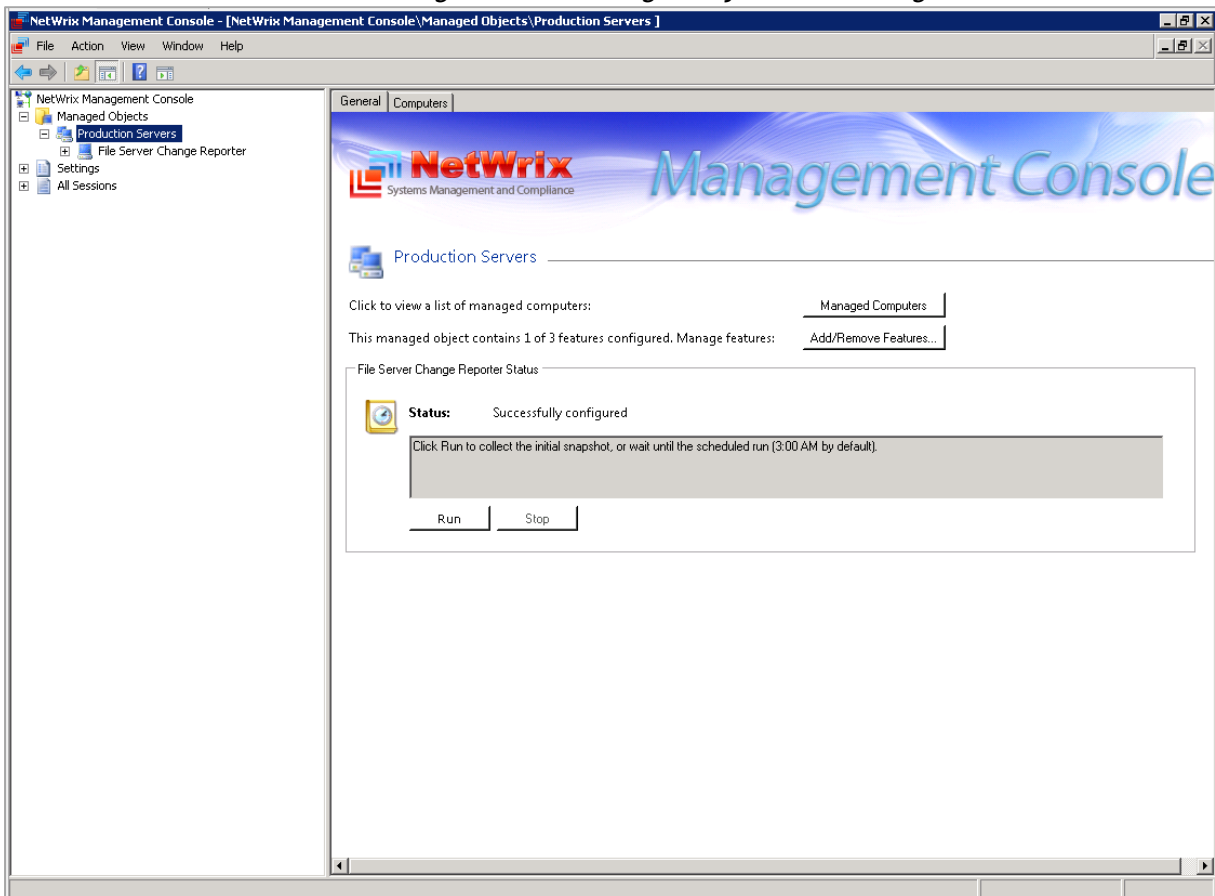 NetWrix Management Console - [NetWrix Management Console\Managed Objects\Production Servers ]
File Action View Window Help
NetWrix Management Console
Managed Objects
Production Servers
File Server Change Reporter
Settings
All Sessions
General Computers
NetWrix
Systems Management and Compliance
Management Console
Production Servers
Click to view a list of managed computers: Managed Computers
This managed object contains 1 of 3 features configured. Manage features: Add/Remove Features...
File Server Change Reporter Status
Status: Successfully configured
Click Run to collect the initial snapshot, or wait until the scheduled run (3:00 AM by default).
Run Stop